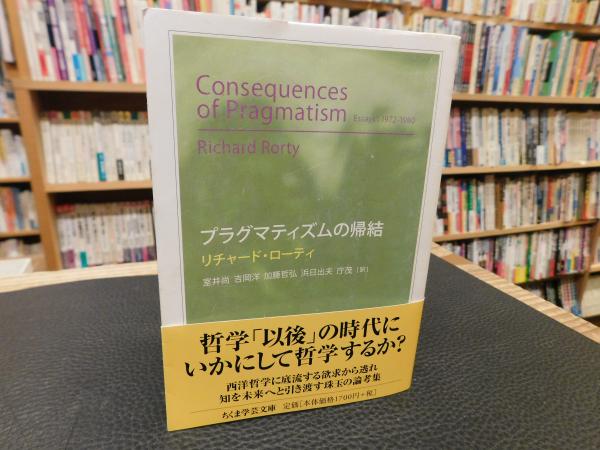 Consequences
of Pragmatism Essays: 1972-1980
Richard Rorty
プラグマティズムの帰結
リチャード・ローティ
室井尚 吉岡洋 加藤哲弘 浜日出夫 庁茂 [訳]
哲学「以後」の時代に
いかにして哲学するか?
西洋哲学に底流する欲求から逃れ
知を未来へと引き渡す珠玉の論考集
ちくま学芸文庫 定価[本体価格1700円+税]